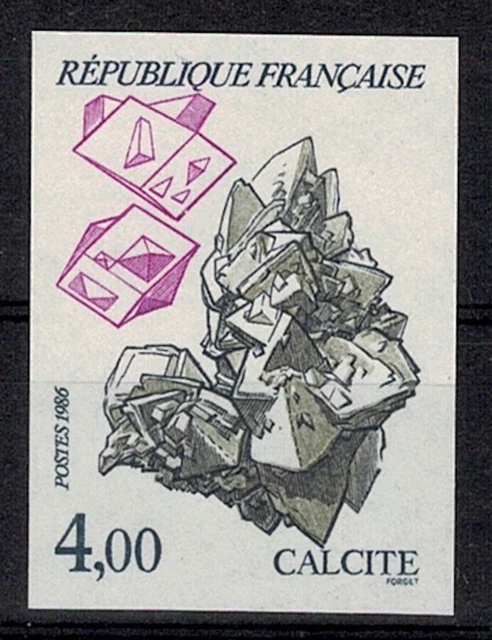 RÉPUBLIQUE FRANÇAISE
POSTES 1986
4,00
CALCITE
FORGET